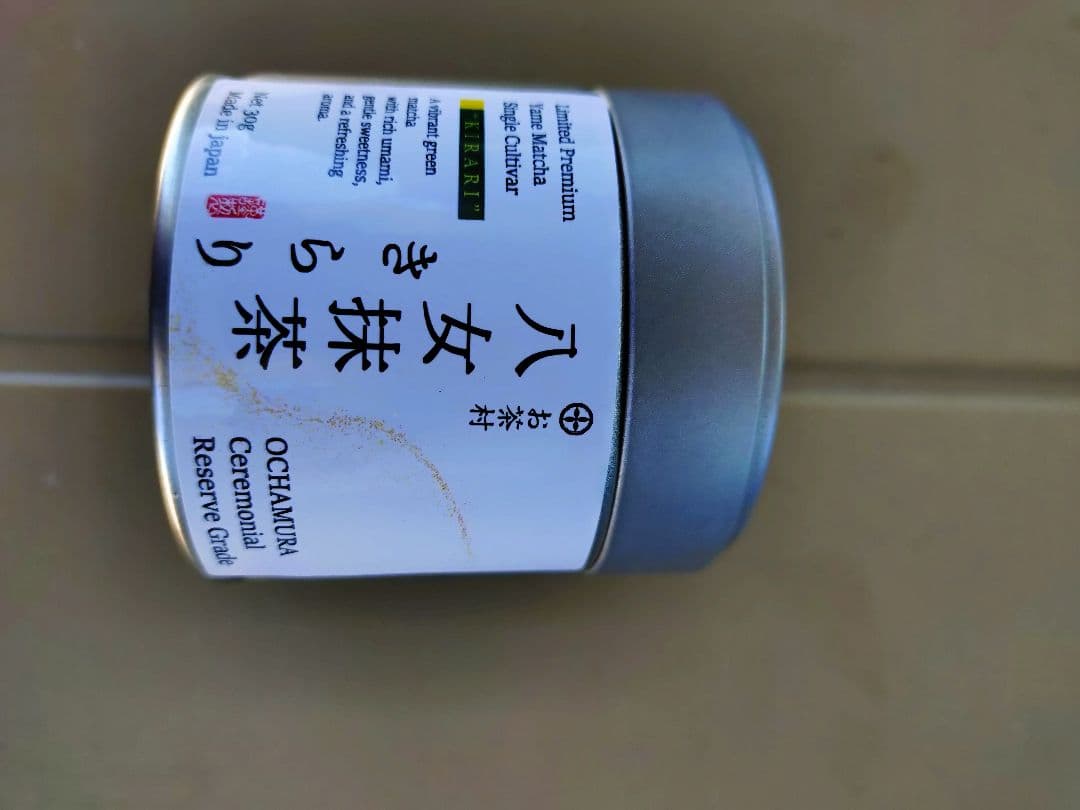 Limited Premium
Yame Matcha
Single Cultivar
"KIRARI"
A vibrant green
matcha
with rich umami,
gentle sweetness,
and a refreshing
aroma.
Net 30g
Made in Japan
八女抹茶
きらり
お茶村
OCHAMURA
Ceremonial
Reserve Grade